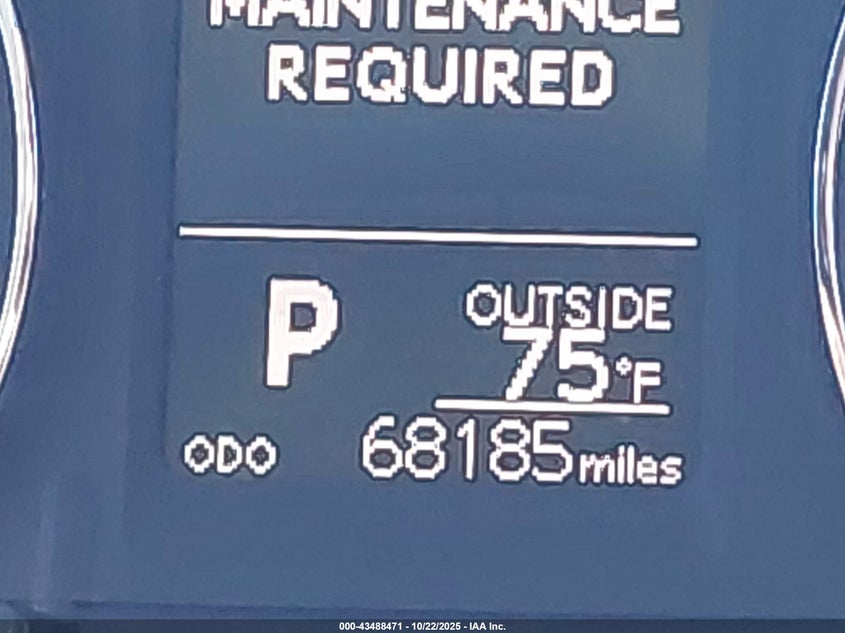 MAINTENANCE
REQUIRED
P
OUTSIDE
75°F
ODO 68185 miles
000-43488471 - 10/22/2025 - IAA Inc.